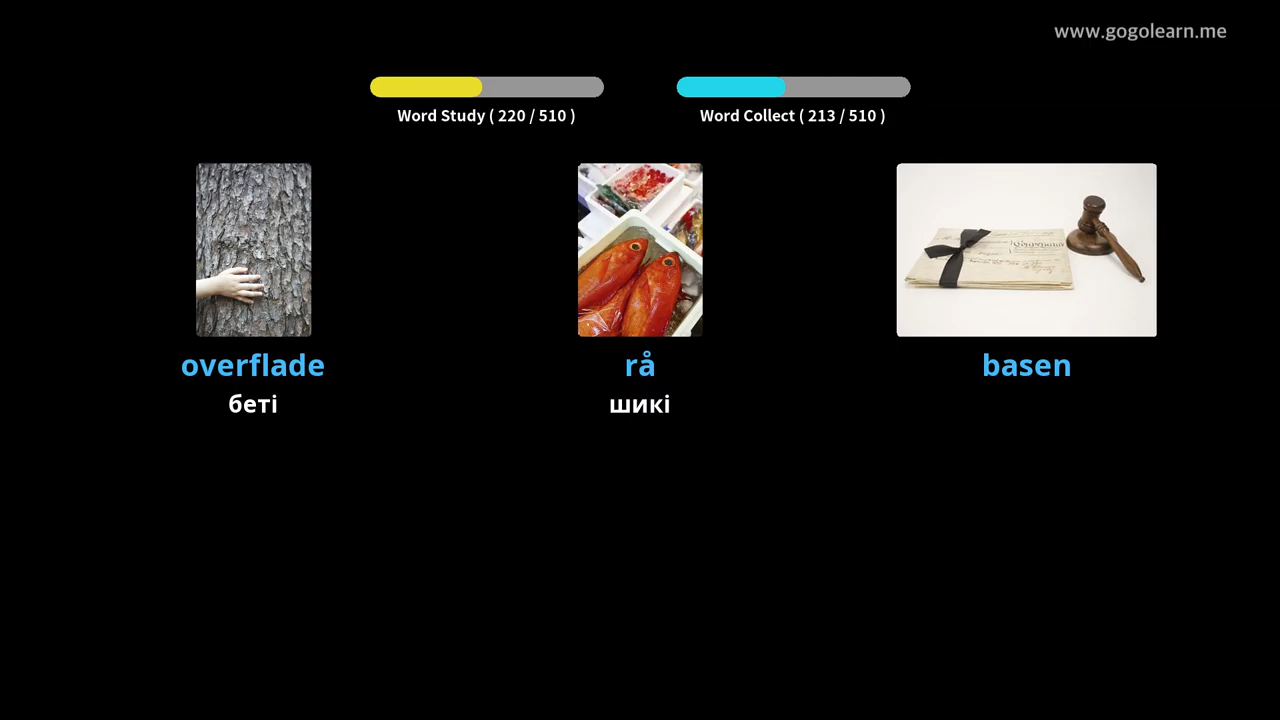 www.gogolearn.me
Word Study ( 220 / 510 )
Word Collect ( 213 / 510 )
overflade
rå
basen
беті
шикі